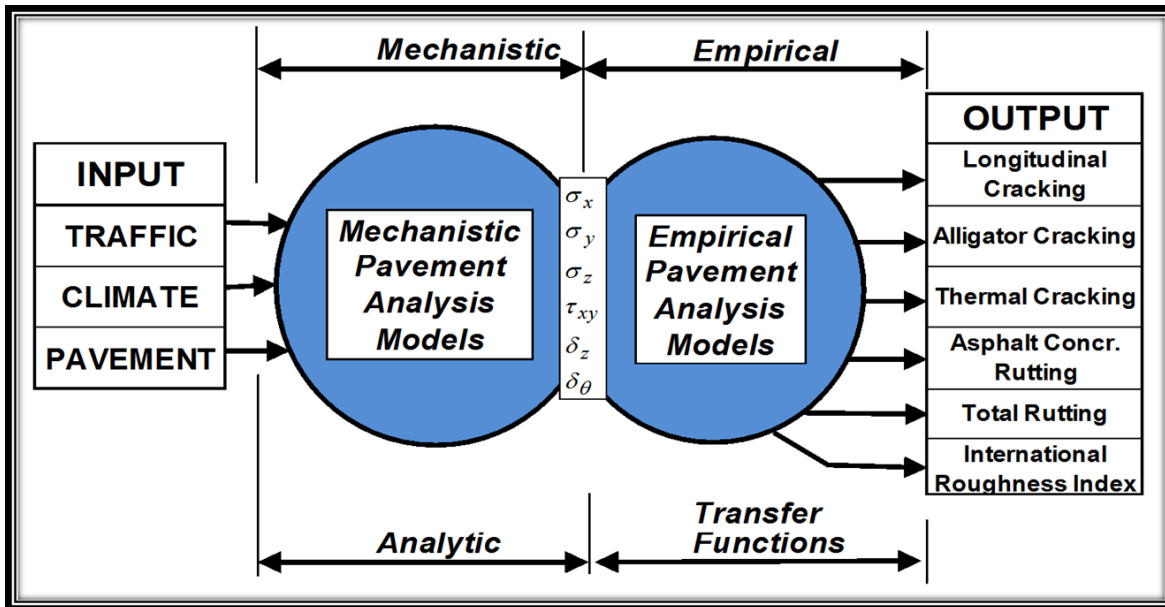 Mechanistic
Empirical
INPUT
TRAFFIC
CLIMATE
PAVEMENT
Mechanistic
Pavement
Analysis
Models
σx
σy
σz
τxy
δz
δθ
Empirical
Pavement
Analysis
Models
OUTPUT
Longitudinal
Cracking
Alligator Cracking
Thermal Cracking
Asphalt Concr.
Rutting
Total Rutting
International
Roughness Index
Analytic
Transfer
Functions